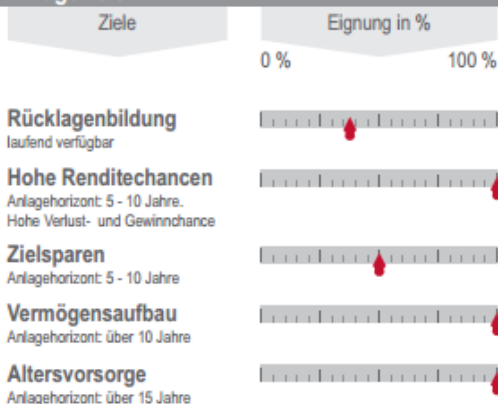 Ziele
Eignung in %
0 %
100 %
Rücklagenbildung
laufend verfügbar
Hohe Renditechancen
Anlagehorizont: 5 - 10 Jahre.
Hohe Verlust- und Gewinnchance
Zielsparen
Anlagehorizont: 5 - 10 Jahre
Vermögensaufbau
Anlagehorizont: über 10 Jahre
Altersvorsorge
Anlagehorizont: über 15 Jahre